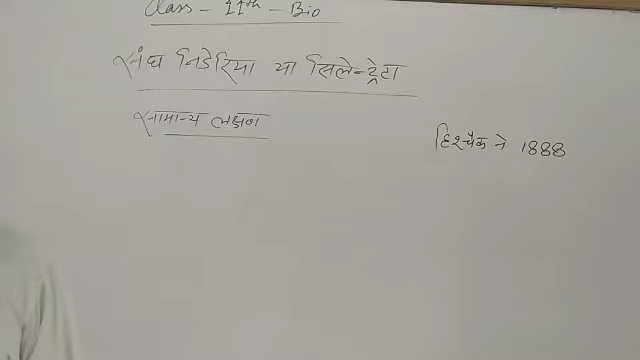 Class - 11th - Bio
संघ निडेरिया या सिलेन्ट्रेटा
सामान्य लक्षण
हिश्चैक ने 1888